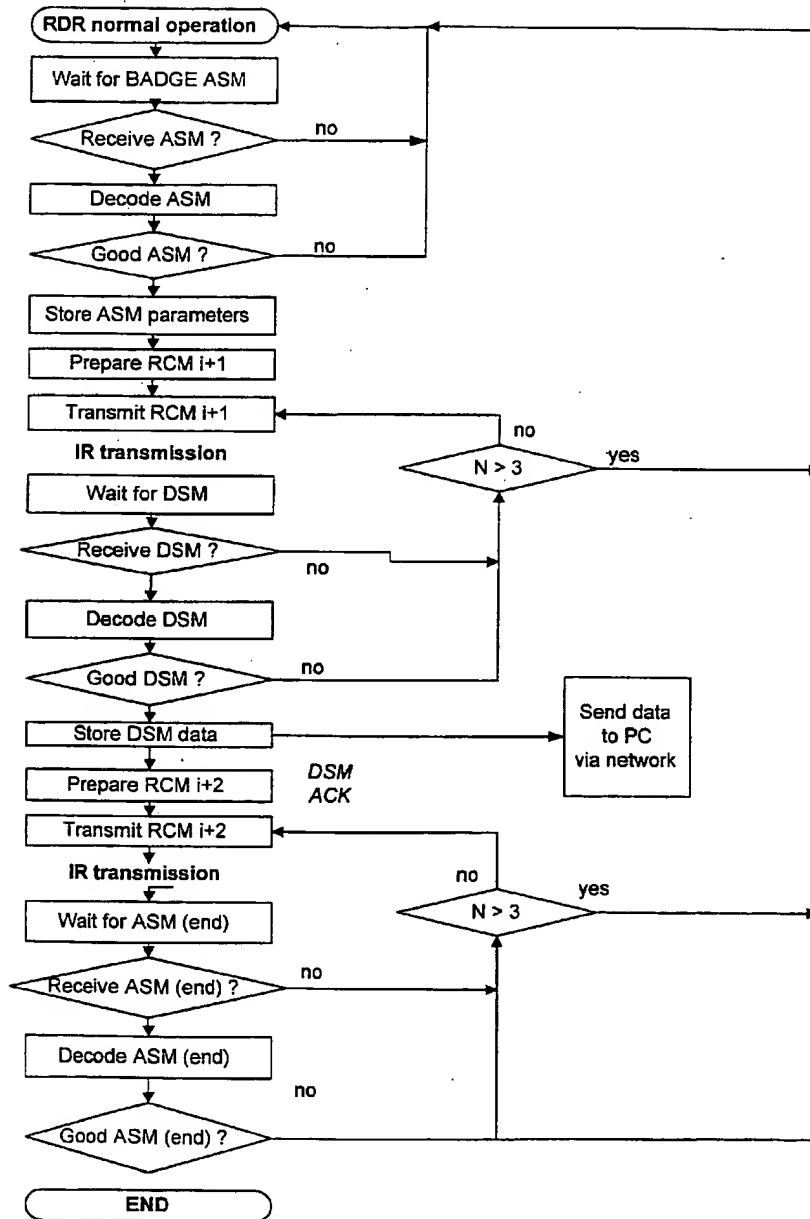 RDR normal operation
Wait for BADGE ASM
Receive ASM ?
no
Decode ASM
Good ASM ?
no
Store ASM parameters
Prepare RCM i+1
Transmit RCM i+1
no
IR transmission
N > 3
yes
Wait for DSM
Receive DSM ?
no
Decode DSM
Good DSM ?
no
Store DSM data
Send data
to PC
via network
Prepare RCM i+2
DSM
ACK
Transmit RCM i+2
IR transmission
no
yes
Wait for ASM (end)
N > 3
Receive ASM (end) ?
no
Decode ASM (end)
no
Good ASM (end) ?
END